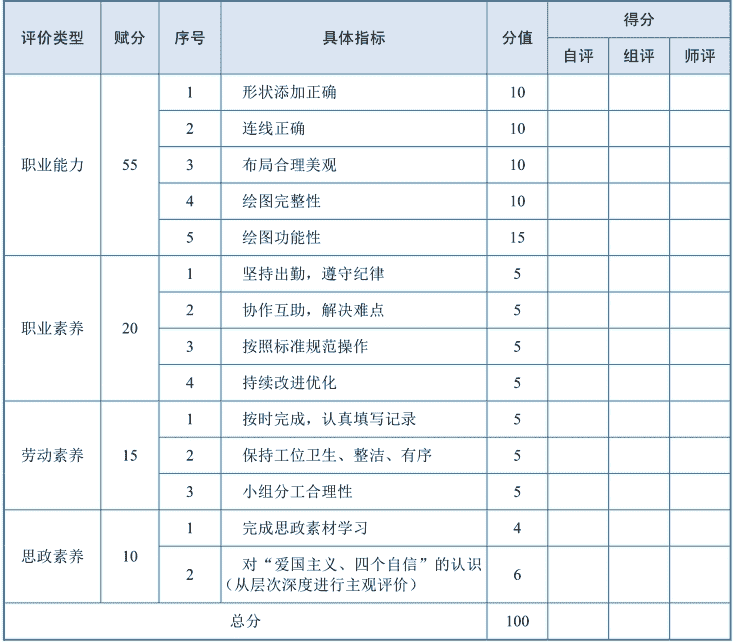 评价类型 赋分 序号 具体指标 分值 得分
自评 组评 师评
职业能力 55
1 形状添加正确 10
2 连线正确 10
3 布局合理美观 10
4 绘图完整性 10
5 绘图功能性 15
职业素养 20
1 坚持出勤，遵守纪律 5
2 协作互助，解决难点 5
3 按照标准规范操作 5
4 持续改进优化 5
劳动素养 15
1 按时完成，认真填写记录 5
2 保持工位卫生、整洁、有序 5
3 小组分工合理性 5
思政素养 10
1 完成思政素材学习 4
2 对“爱国主义、四个自信”的认识
（从层次深度进行主观评价） 6
总分 100